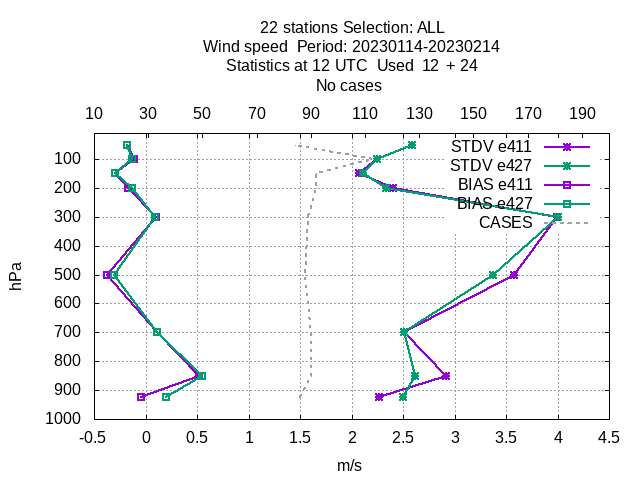 22 stations Selection: ALL
Wind speed  Period: 20230114-20230214
Statistics at 12 UTC  Used  12  + 24
No cases
10 30 50 70 90 110 130 150 170 190
STDV e411
STDV e427
BIAS e411
BIAS e427
CASES
100
200
300
400
500
600
700
800
900
1000
hPa
-0.5 0 0.5 1 1.5 2 2.5 3 3.5 4 4.5
m/s